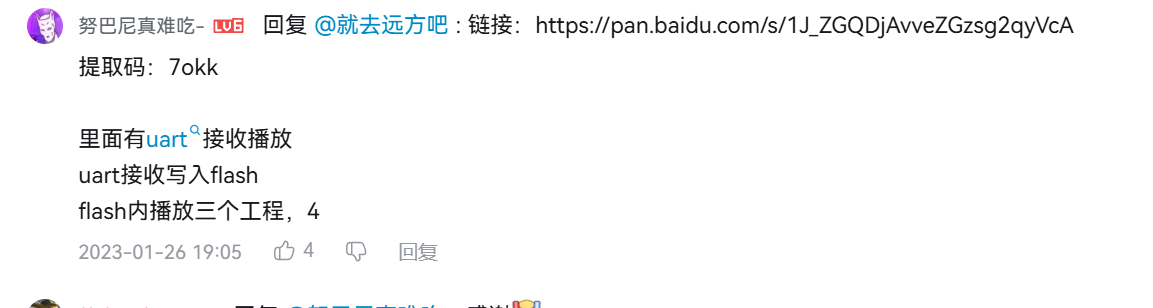 努巴尼真难吃- LV6 回复 @就去远方吧 : 链接：https://pan.baidu.com/s/1J_ZGQDjAvveZGzsg2qyVcA
提取码：7okk
里面有uart接收播放
uart接收写入flash
flash内播放三个工程，4
2023-01-26 19:05 4 回复